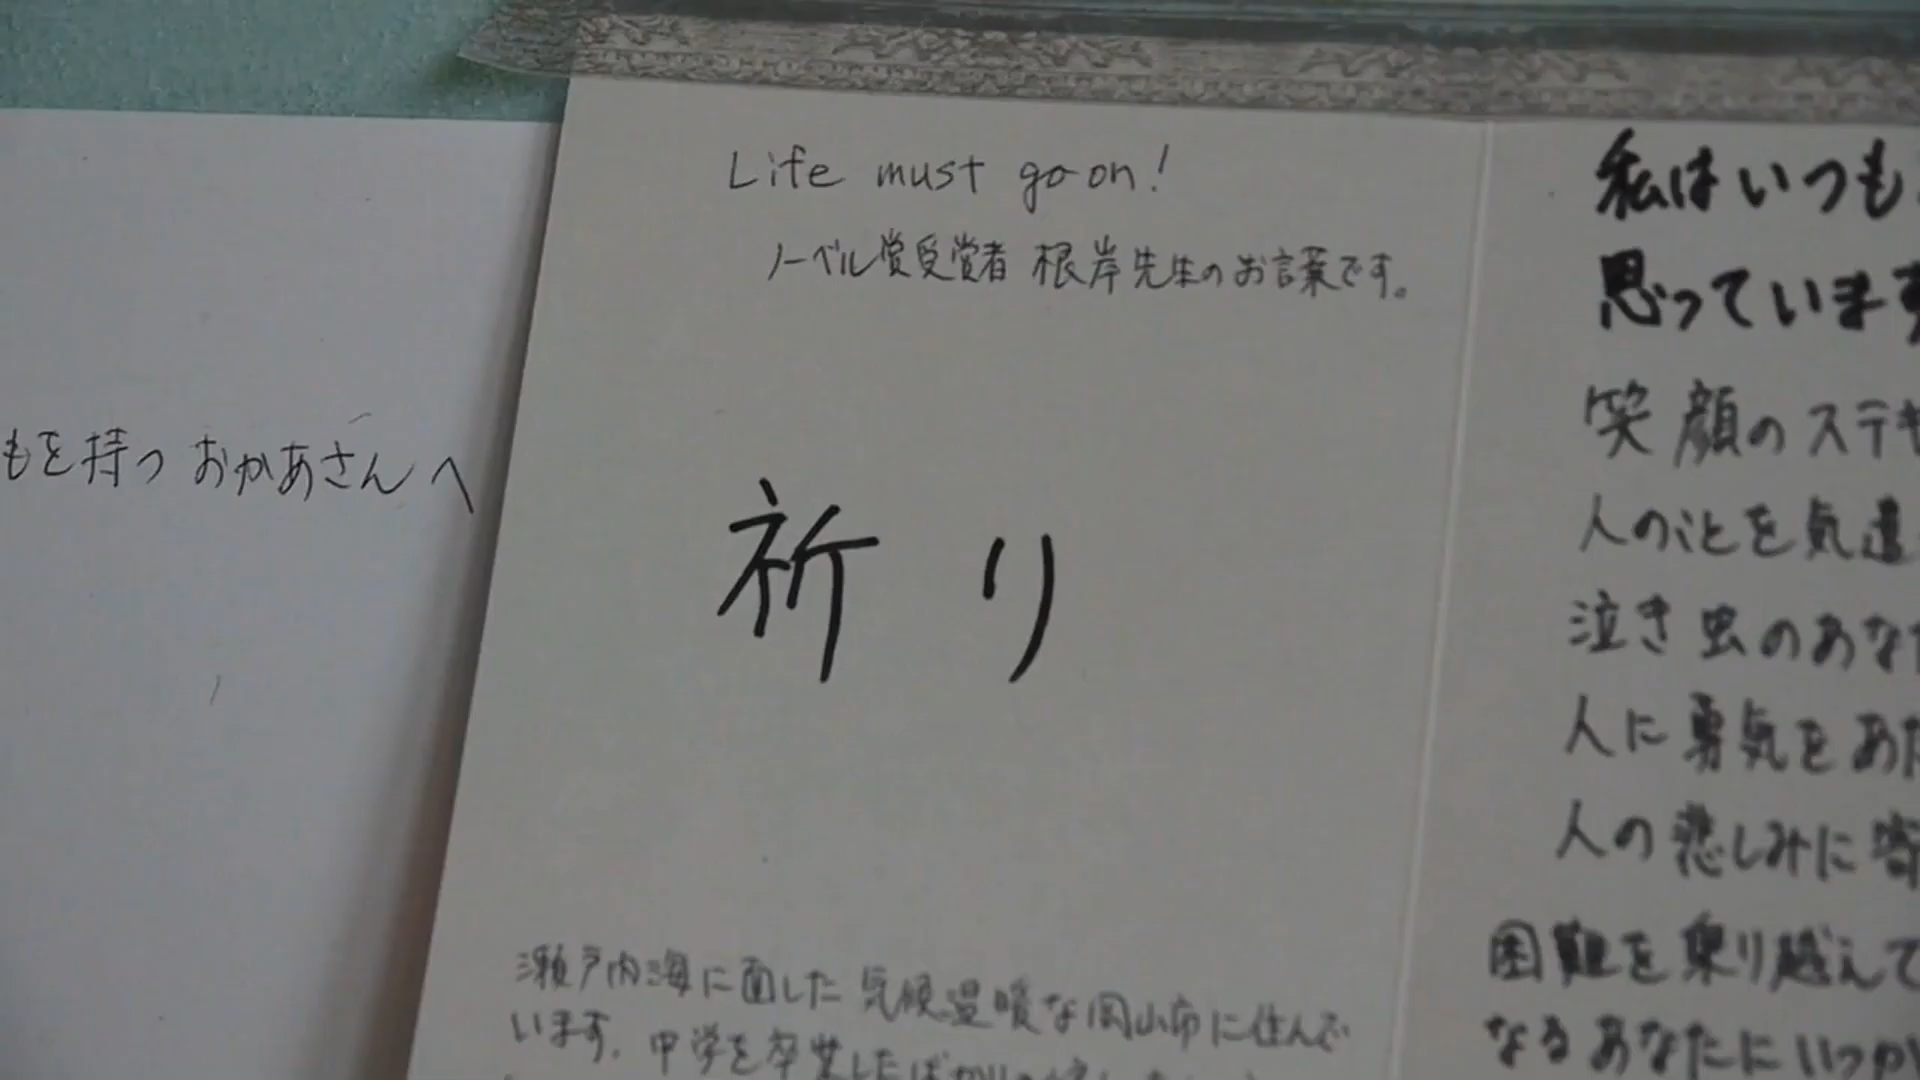 もを持つ おかあさんへ
Life must go on!
ノーベル賞受賞者 根岸先生のお言葉です。
祈り
瀬戸内海に面した気候温暖な岡山市に住んで
います。中学を卒業したばかりの
私はいつも
思っています
笑顔のステキ
人のことを気遣
泣き虫のあなた
人に勇気をあた
人の悲しみに寄
困難を乗り越えて
なるあなたにいつか